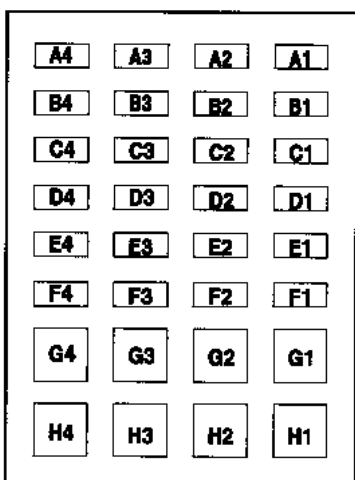 A4 A3 A2 A1
B4 B3 B2 B1
C4 C3 C2 C1
D4 D3 D2 D1
E4 E3 E2 E1
F4 F3 F2 F1
G4 G3 G2 G1
H4 H3 H2 H1